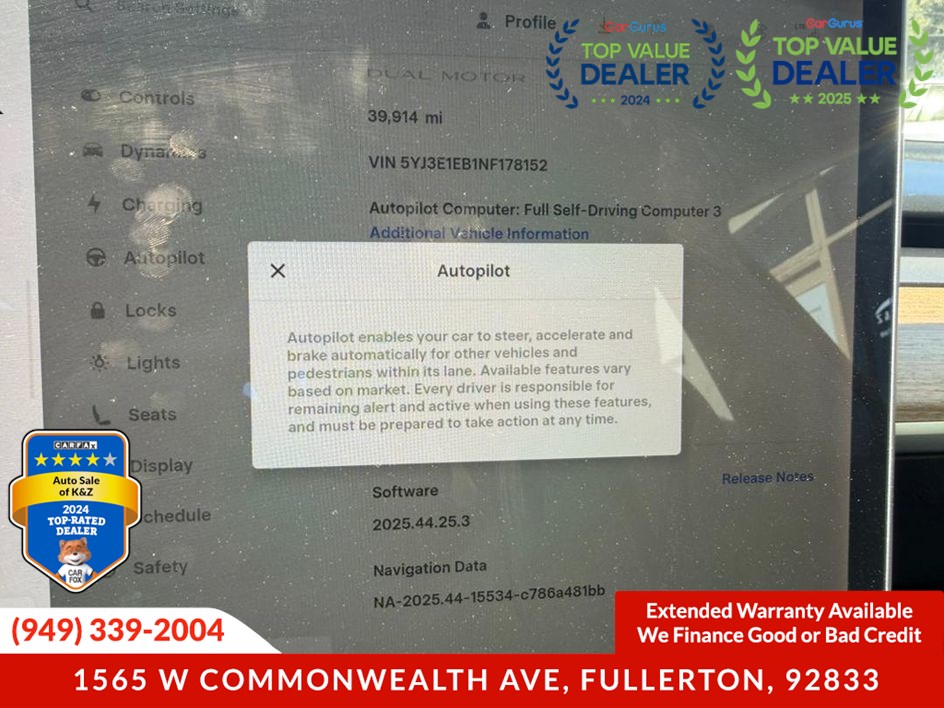 Search Settings
Profile
CarGurus
TOP VALUE
DEALER
2024
CarGurus
TOP VALUE
DEALER
2025
DUAL MOTOR
Controls
39,914 mi
Dynamics
VIN 5YJ3E1EB1NF178152
Charging
Autopilot Computer: Full Self-Driving Computer 3
Additional Vehicle Information
Autopilot
Autopilot
Locks
Autopilot enables your car to steer, accelerate and
brake automatically for other vehicles and
pedestrians within its lane. Available features vary
based on market. Every driver is responsible for
remaining alert and active when using these features,
and must be prepared to take action at any time.
Lights
Seats
Display
Release Notes
Software
2025.44.25.3
Schedule
Navigation Data
NA-2025.44-15534-c786a481bb
Safety
CARFAX
Auto Sale
of K&Z
2024
TOP-RATED
DEALER
CAR
FOX
(949) 339-2004
Extended Warranty Available
We Finance Good or Bad Credit
1565 W COMMONWEALTH AVE, FULLERTON, 92833